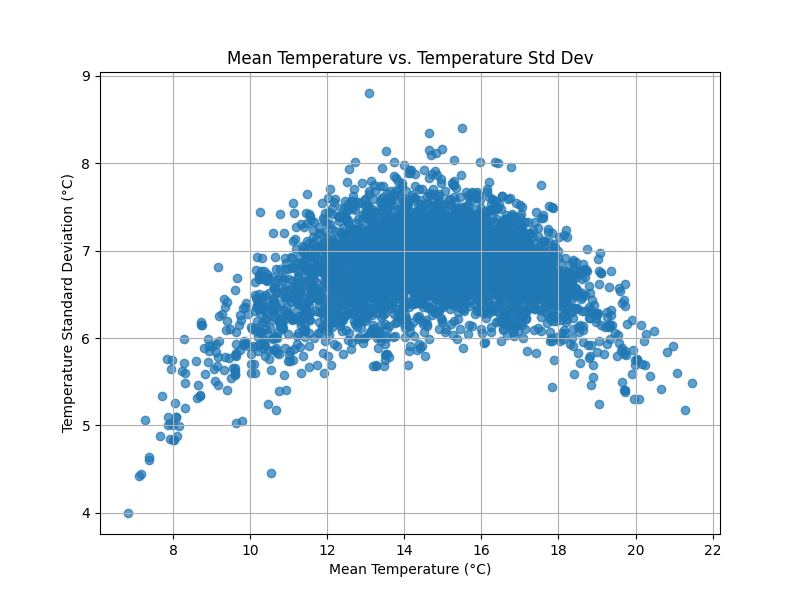 Mean Temperature vs. Temperature Std Dev
Temperature Standard Deviation (°C)
9
8
7
6
5
4
8 10 12 14 16 18 20 22
Mean Temperature (°C)